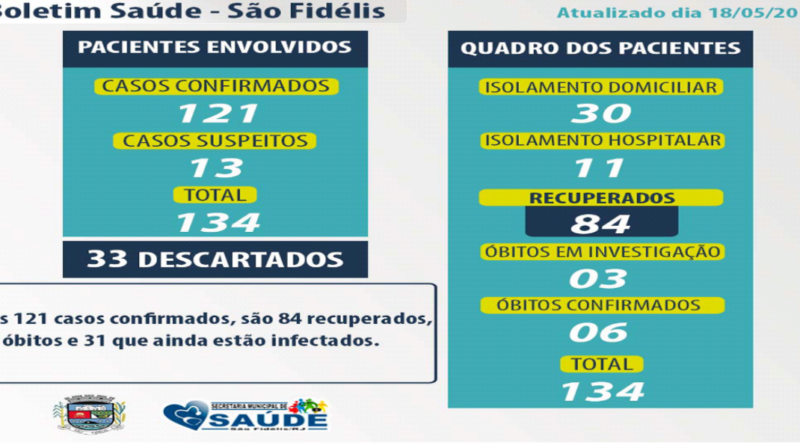 Boletim Saúde - São Fidélis
Atualizado dia 18/05/20
PACIENTES ENVOLVIDOS
CASOS CONFIRMADOS
121
CASOS SUSPEITOS
13
TOTAL
134
33 DESCARTADOS
s 121 casos confirmados, são 84 recuperados,
óbitos e 31 que ainda estão infectados.
SECRETARIA MUNICIPAL DE
SAÚDE
São Fidélis/RJ
QUADRO DOS PACIENTES
ISOLAMENTO DOMICILIAR
30
ISOLAMENTO HOSPITALAR
11
RECUPERADOS
84
ÓBITOS EM INVESTIGAÇÃO
03
ÓBITOS CONFIRMADOS
06
TOTAL
134